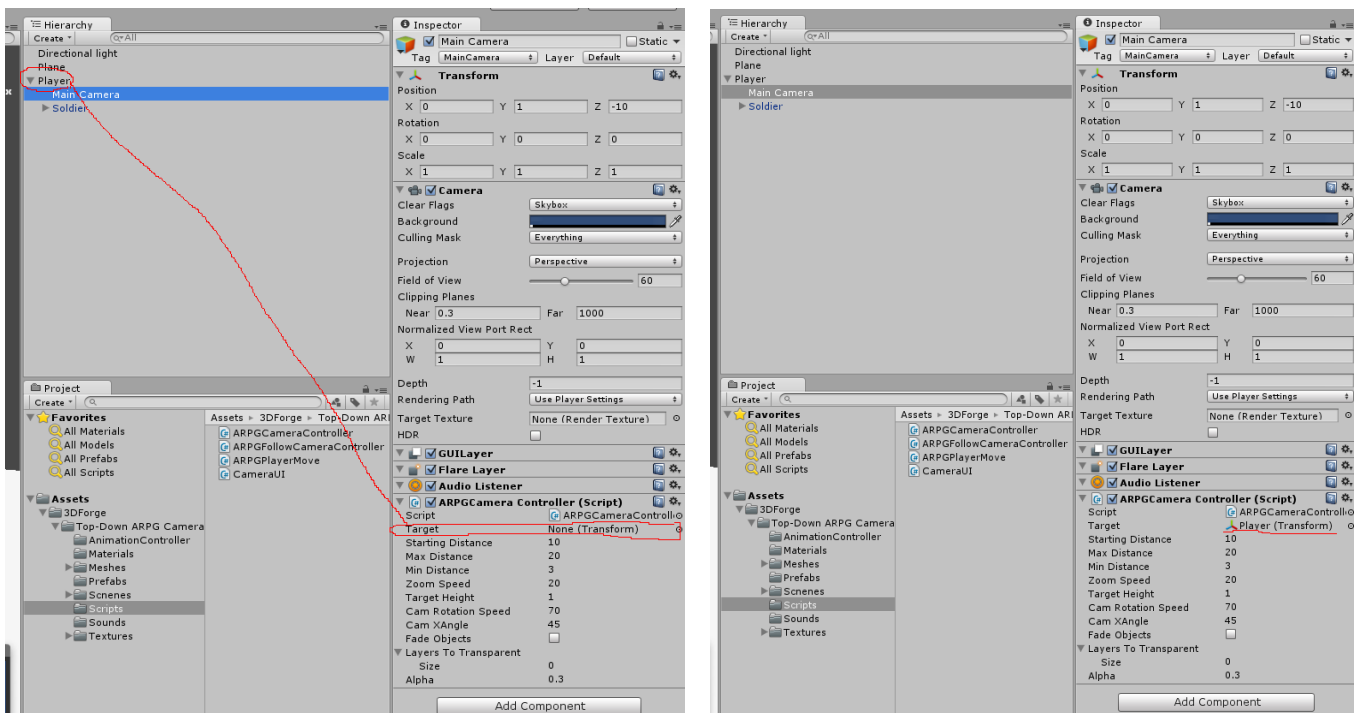 Hierarchy
Create
Q▾All
Directional light
Plane
Player
Main Camera
Soldier
Project
Create
Favorites
All Materials
All Models
All Prefabs
All Scripts
Assets
3DForge
Top-Down ARPG Camera
AnimationController
Materials
Meshes
Prefabs
Scnenes
Scripts
Sounds
Textures
Assets ▸ 3DForge ▸ Top-Down ARI
ARPGCameraController
ARPGFollowCameraController
ARPGPlayerMove
CameraUI
Inspector
Main Camera Static
Tag MainCamera Layer Default
Transform
Position
X 0 Y 1 Z -10
Rotation
X 0 Y 0 Z 0
Scale
X 1 Y 1 Z 1
Camera
Clear Flags Skybox
Background
Culling Mask Everything
Projection Perspective
Field of View 60
Clipping Planes
Near 0.3 Far 1000
Normalized View Port Rect
X 0 Y 0
W 1 H 1
Depth -1
Rendering Path Use Player Settings
Target Texture None (Render Texture)
HDR
GUILayer
Flare Layer
Audio Listener
ARPGCamera Controller (Script)
Script ARPGCameraControlle
Target None (Transform)
Starting Distance 10
Max Distance 20
Min Distance 3
Zoom Speed 20
Target Height 1
Cam Rotation Speed 70
Cam XAngle 45
Fade Objects
Layers To Transparent
Size 0
Alpha 0.3
Add Component
Hierarchy
Create
Q▾All
Directional light
Plane
Player
Main Camera
Soldier
Project
Create
Favorites
All Materials
All Models
All Prefabs
All Scripts
Assets
3DForge
Top-Down ARPG Camera
AnimationController
Materials
Meshes
Prefabs
Scnenes
Scripts
Sounds
Textures
Assets ▸ 3DForge ▸ Top-Down ARI
ARPGCameraController
ARPGFollowCameraController
ARPGPlayerMove
CameraUI
Inspector
Main Camera Static
Tag MainCamera Layer Default
Transform
Position
X 0 Y 1 Z -10
Rotation
X 0 Y 0 Z 0
Scale
X 1 Y 1 Z 1
Camera
Clear Flags Skybox
Background
Culling Mask Everything
Projection Perspective
Field of View 60
Clipping Planes
Near 0.3 Far 1000
Normalized View Port Rect
X 0 Y 0
W 1 H 1
Depth -1
Rendering Path Use Player Settings
Target Texture None (Render Texture)
HDR
GUILayer
Flare Layer
Audio Listener
ARPGCamera Controller (Script)
Script ARPGCameraControlle
Target Player (Transform)
Starting Distance 10
Max Distance 20
Min Distance 3
Zoom Speed 20
Target Height 1
Cam Rotation Speed 70
Cam XAngle 45
Fade Objects
Layers To Transparent
Size 0
Alpha 0.3
Add Component